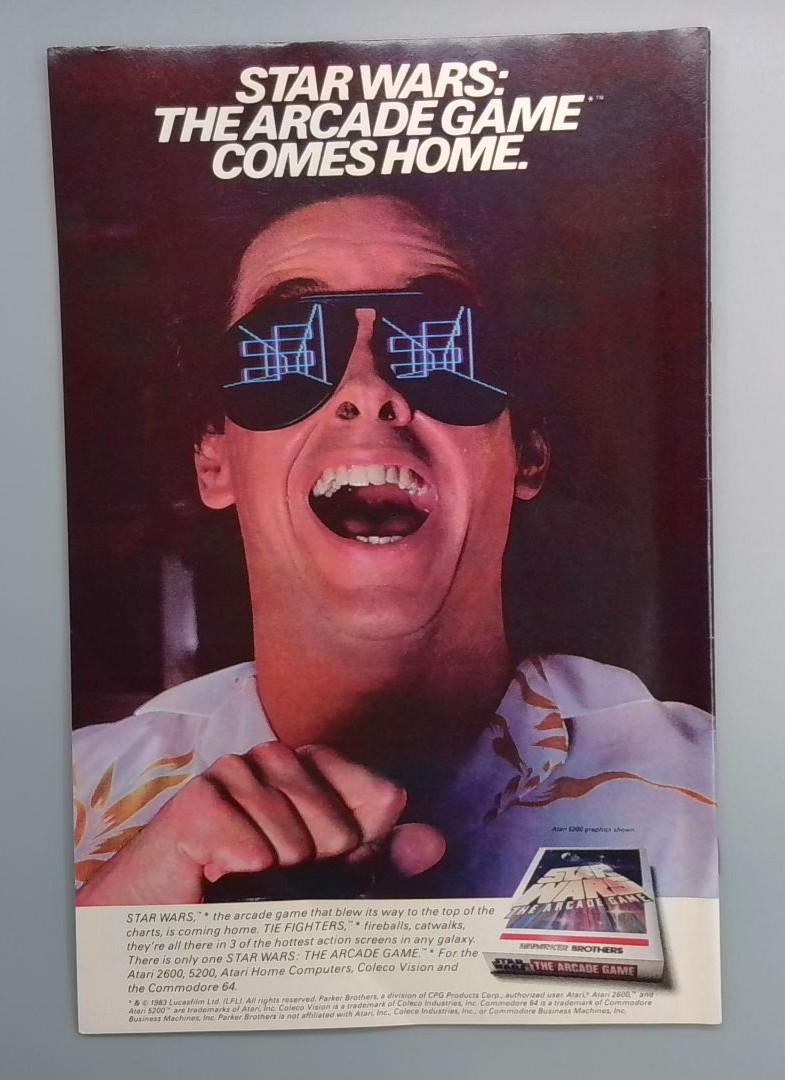 STAR WARS:
THE ARCADE GAME*™
COMES HOME.
Atari 5200 graphics shown.
STAR WARS
THE ARCADE GAME
PARKER BROTHERS
STAR WARS THE ARCADE GAME
STAR WARS,™* the arcade game that blew its way to the top of the
charts, is coming home. TIE FIGHTERS,™* fireballs, catwalks,
they're all there in 3 of the hottest action screens in any galaxy.
There is only one STAR WARS: THE ARCADE GAME.™* For the
Atari 2600, 5200, Atari Home Computers, Coleco Vision and
the Commodore 64.
* & © 1983 Lucasfilm Ltd. (LFL). All rights reserved. Parker Brothers, a division of CPG Products Corp., authorized user. Atari,® Atari 2600,™ and
Atari 5200™ are trademarks of Atari, Inc. Coleco Vision is a trademark of Coleco Industries, Inc. Commodore 64 is a trademark of Commodore
Business Machines, Inc. Parker Brothers is not affiliated with Atari, Inc., Coleco Industries, Inc., or Commodore Business Machines, Inc.